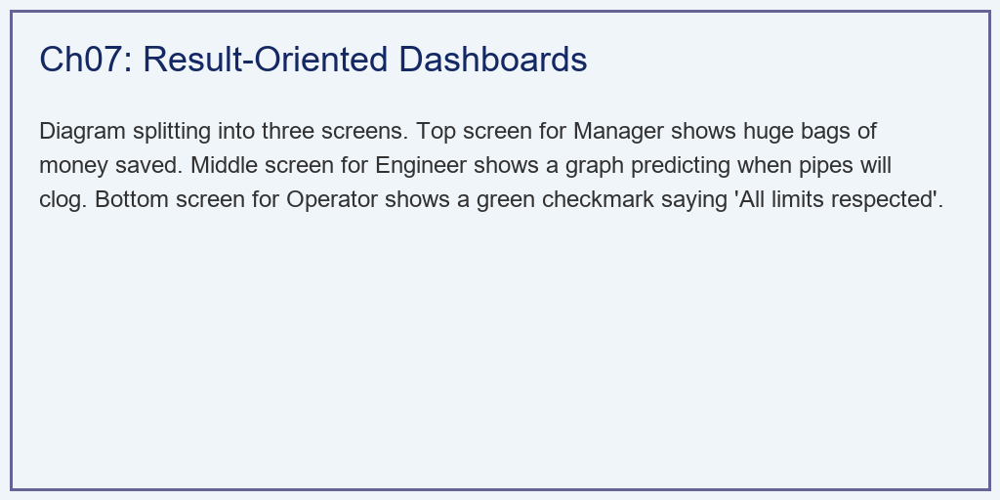 Ch07: Result-Oriented Dashboards
Diagram splitting into three screens. Top screen for Manager shows huge bags of
money saved. Middle screen for Engineer shows a graph predicting when pipes will
clog. Bottom screen for Operator shows a green checkmark saying 'All limits respected'.